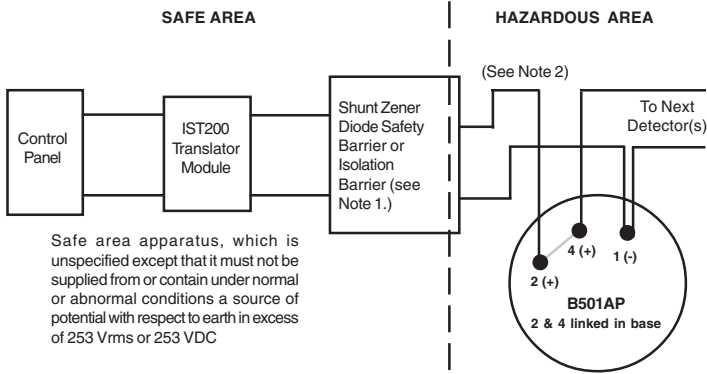 SAFE AREA
HAZARDOUS AREA
(See Note 2)
Control
Panel
IST200
Translator
Module
Shunt Zener
Diode Safety
Barrier or
Isolation
Barrier (see
Note 1.)
To Next
Detector(s)
Safe area apparatus, which is
unspecified except that it must not be
supplied from or contain under normal
or abnormal conditions a source of
potential with respect to earth in excess
of 253 Vrms or 253 VDC
4 (+)
1 (-)
2 (+)
B501AP
2 & 4 linked in base